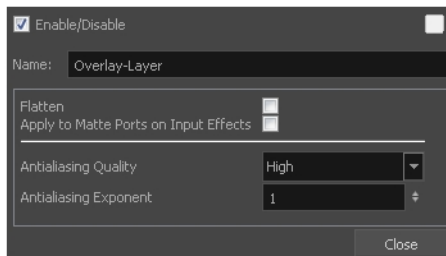 Enable/Disable
Name: Overlay-Layer
Flatten
Apply to Matte Ports on Input Effects
Antialiasing Quality High
Antialiasing Exponent 1
Close